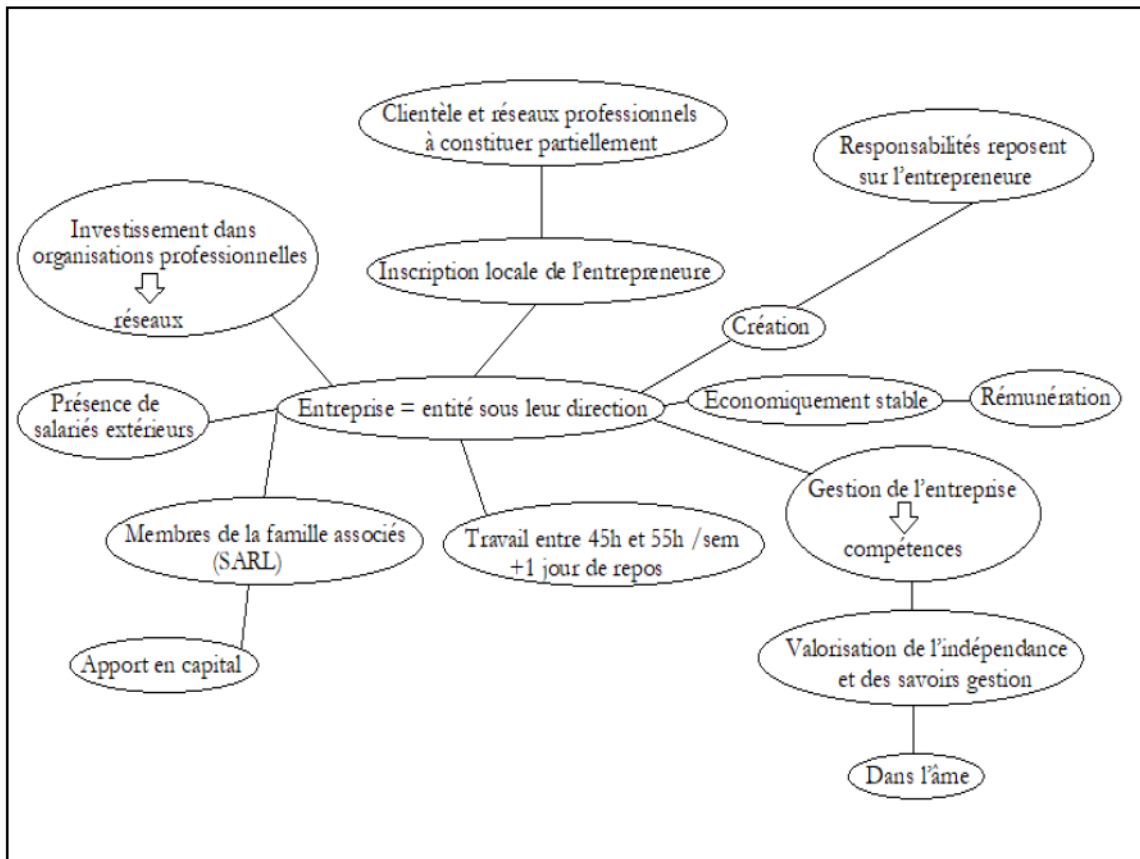 Clientèle et réseaux professionnels
à constituer partiellement
Responsabilités reposent
sur l'entrepreneure
Investissement dans
organisations professionnelles
réseaux
Inscription locale de l'entrepreneure
Création
Présence de
salariés extérieurs
Entreprise = entité sous leur direction
Economiquement stable
Rémunération
Gestion de l'entreprise
compétences
Membres de la famille associés
(SARL)
Travail entre 45h et 55h /sem
+1 jour de repos
Apport en capital
Valorisation de l'indépendance
et des savoirs gestion
Dans l'âme